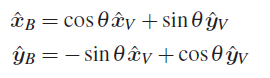 x̂_B = cos θ x̂_V + sin θ ŷ_V
ŷ_B = − sin θ x̂_V + cos θ ŷ_V